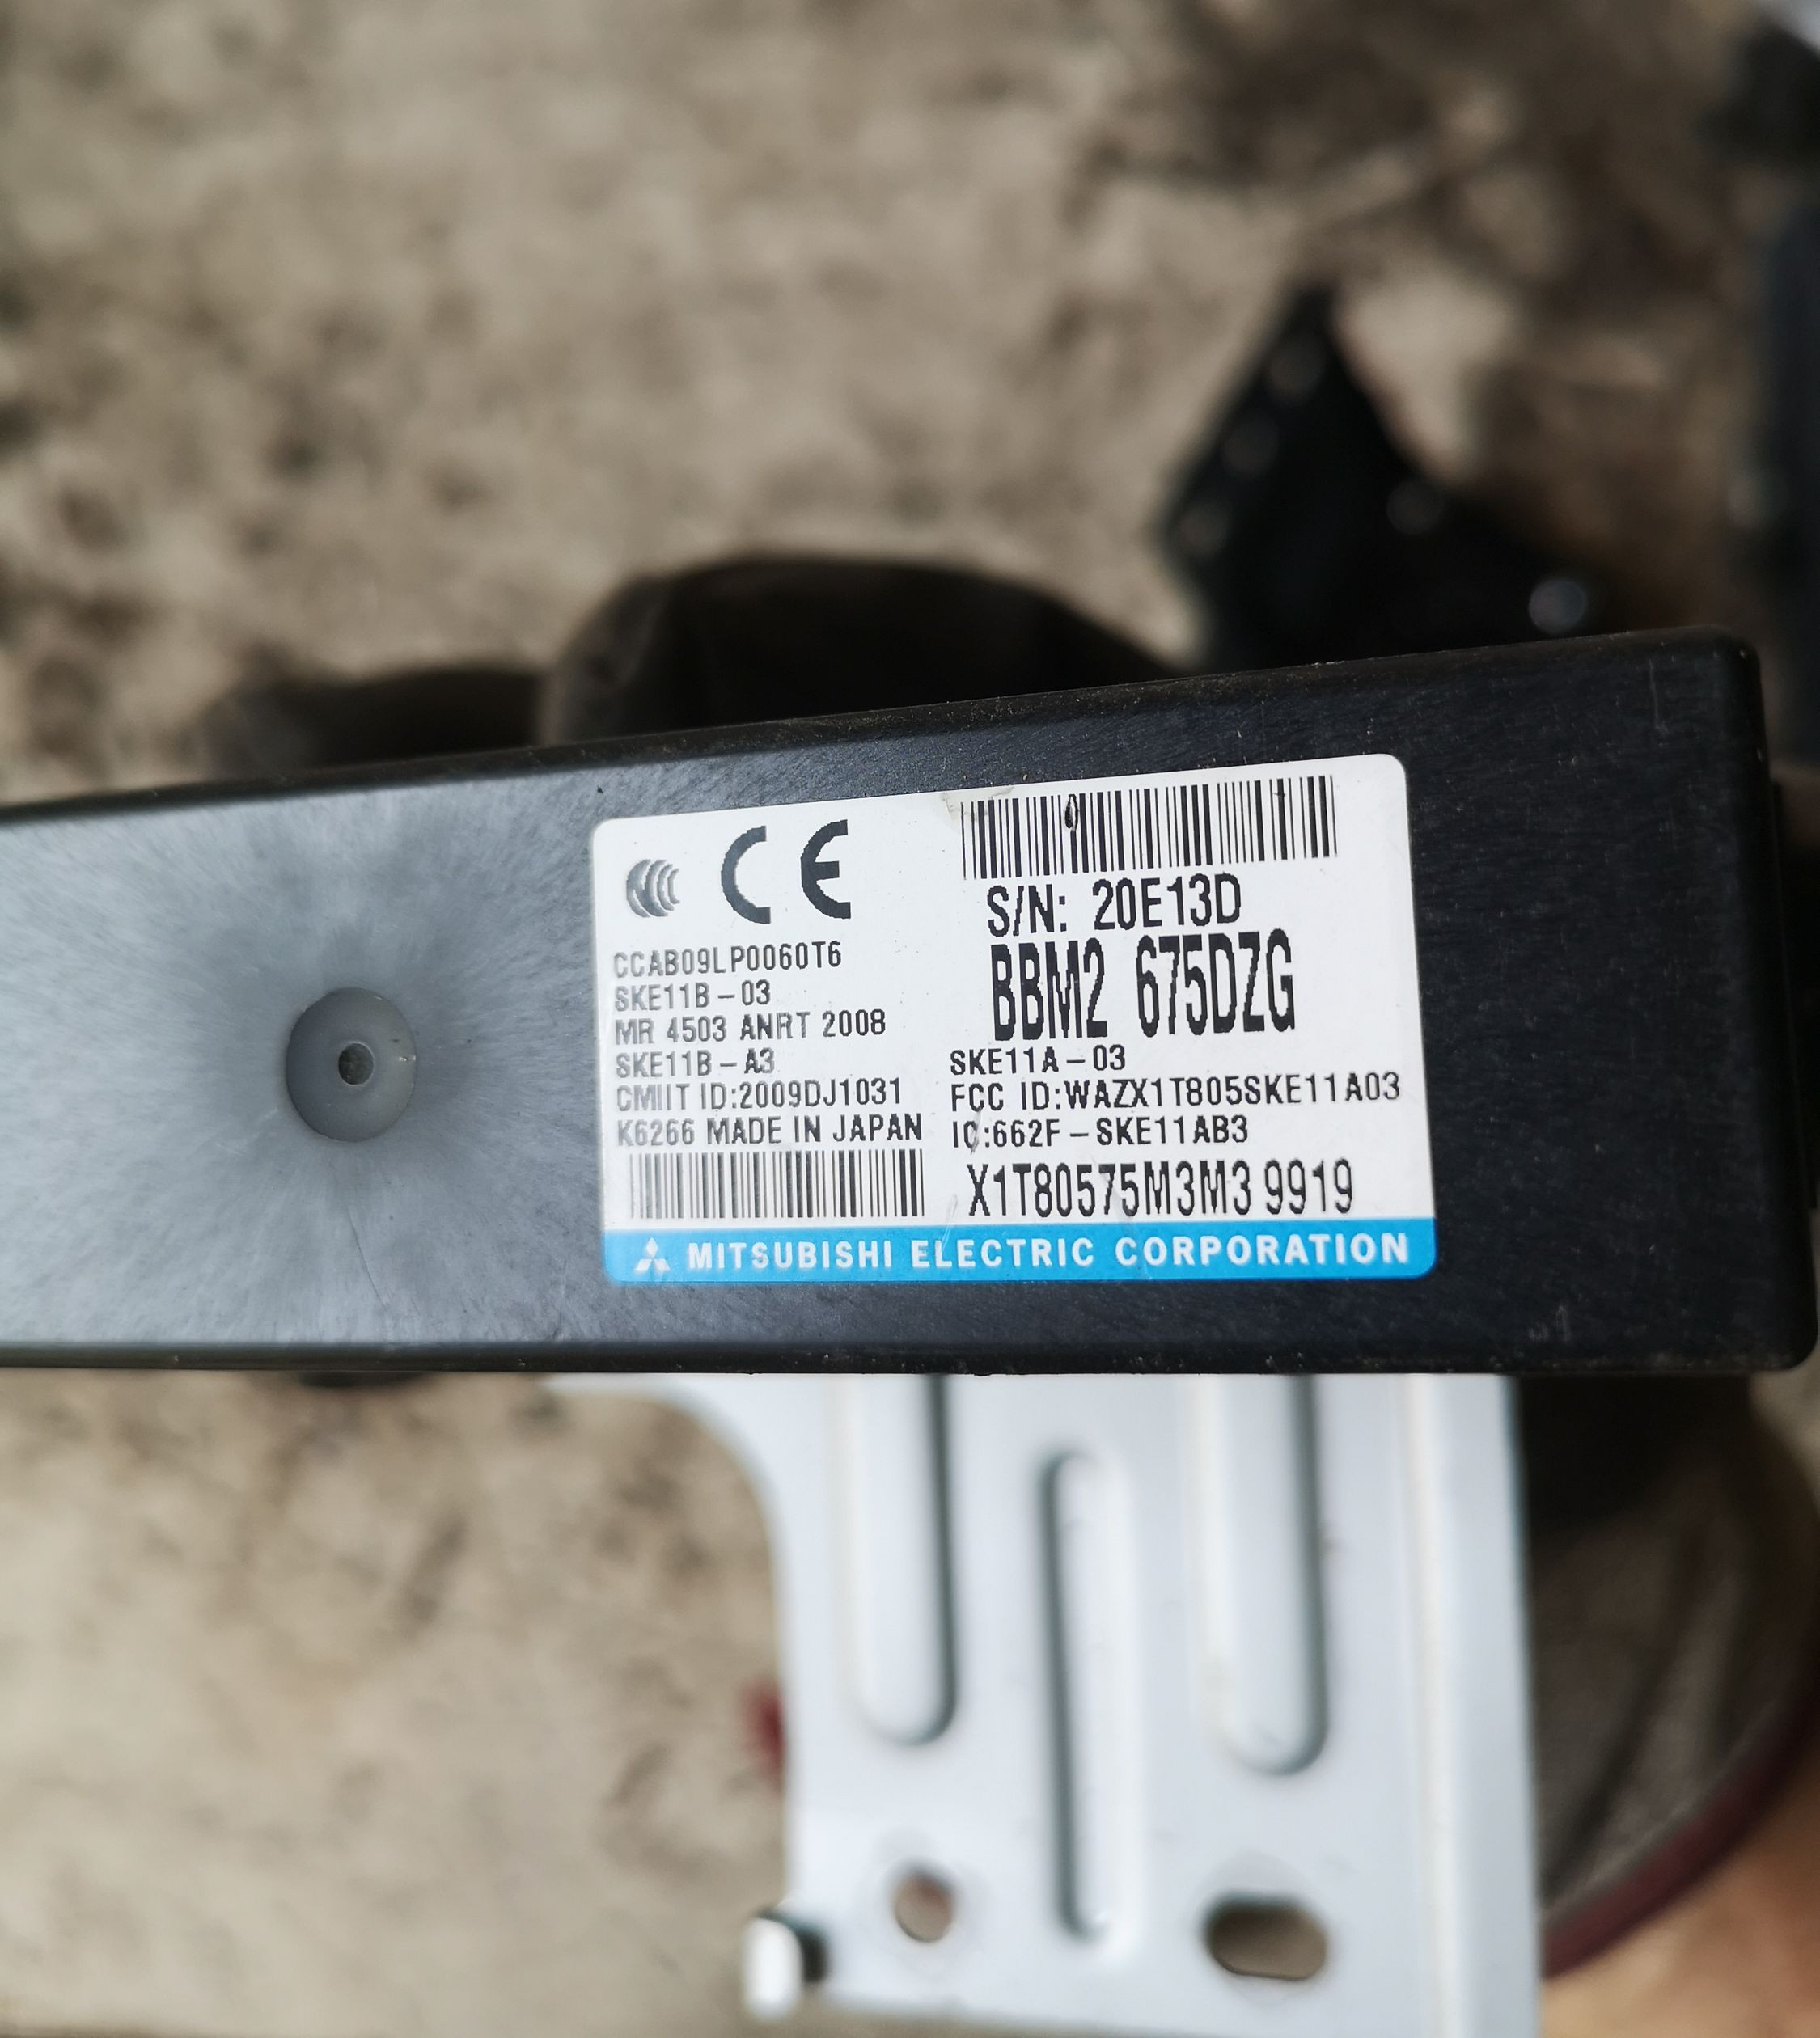 CE
CCAB09LP0060T6
SKE11B-03
MR 4503 ANRT 2008
SKE11B-A3
CMIIT ID:2009DJ1031
K6266 MADE IN JAPAN
S/N: 20E13D
BBM2 675DZG
SKE11A-03
FCC ID:WAZX1T805SKE11A03
IC:662F-SKE11AB3
X1T80575M3M3 9919
MITSUBISHI ELECTRIC CORPORATION